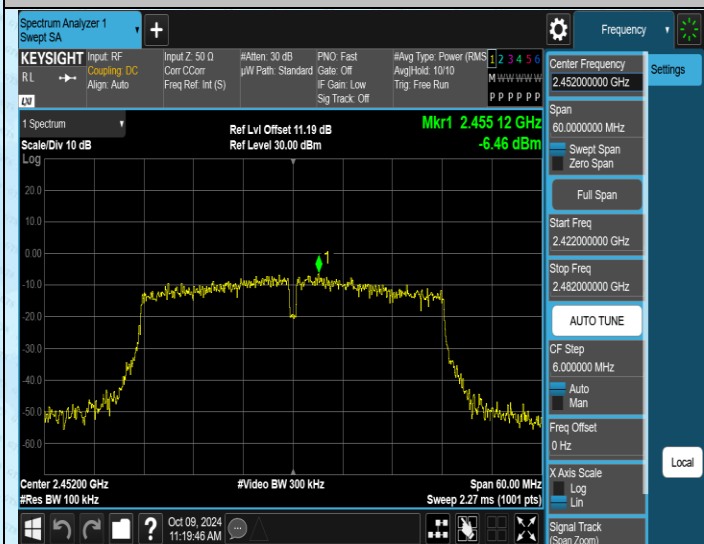 Spectrum Analyzer 1
Swept SA
Frequency
KEYSIGHT
R L
LXI
Input: RF
Coupling: DC
Align: Auto
Input Z: 50 Ω
Corr CCorr
Freq Ref: Int (S)
#Atten: 30 dB
µW Path: Standard
PNO: Fast
Gate: Off
IF Gain: Low
Sig Track: Off
#Avg Type: Power (RMS
Avg|Hold: 10/10
Trig: Free Run
1 2 3 4 5 6
M W W W W W
P P P P P P
1 Spectrum
Scale/Div 10 dB
Log
Ref Lvl Offset 11.19 dB
Ref Level 30.00 dBm
Mkr1 2.455 12 GHz
-6.46 dBm
20.0
10.0
0.00
1
-10.0
-20.0
-30.0
-40.0
-50.0
-60.0
Center 2.45200 GHz
#Res BW 100 kHz
#Video BW 300 kHz
Span 60.00 MHz
Sweep 2.27 ms (1001 pts)
Center Frequency
2.452000000 GHz
Settings
Span
60.0000000 MHz
Swept Span
Zero Span
Full Span
Start Freq
2.422000000 GHz
Stop Freq
2.482000000 GHz
AUTO TUNE
CF Step
6.000000 MHz
Auto
Man
Freq Offset
0 Hz
X Axis Scale
Log
Lin
Local
Signal Track
(Span Zoom)
?
Oct 09, 2024
11:19:46 AM